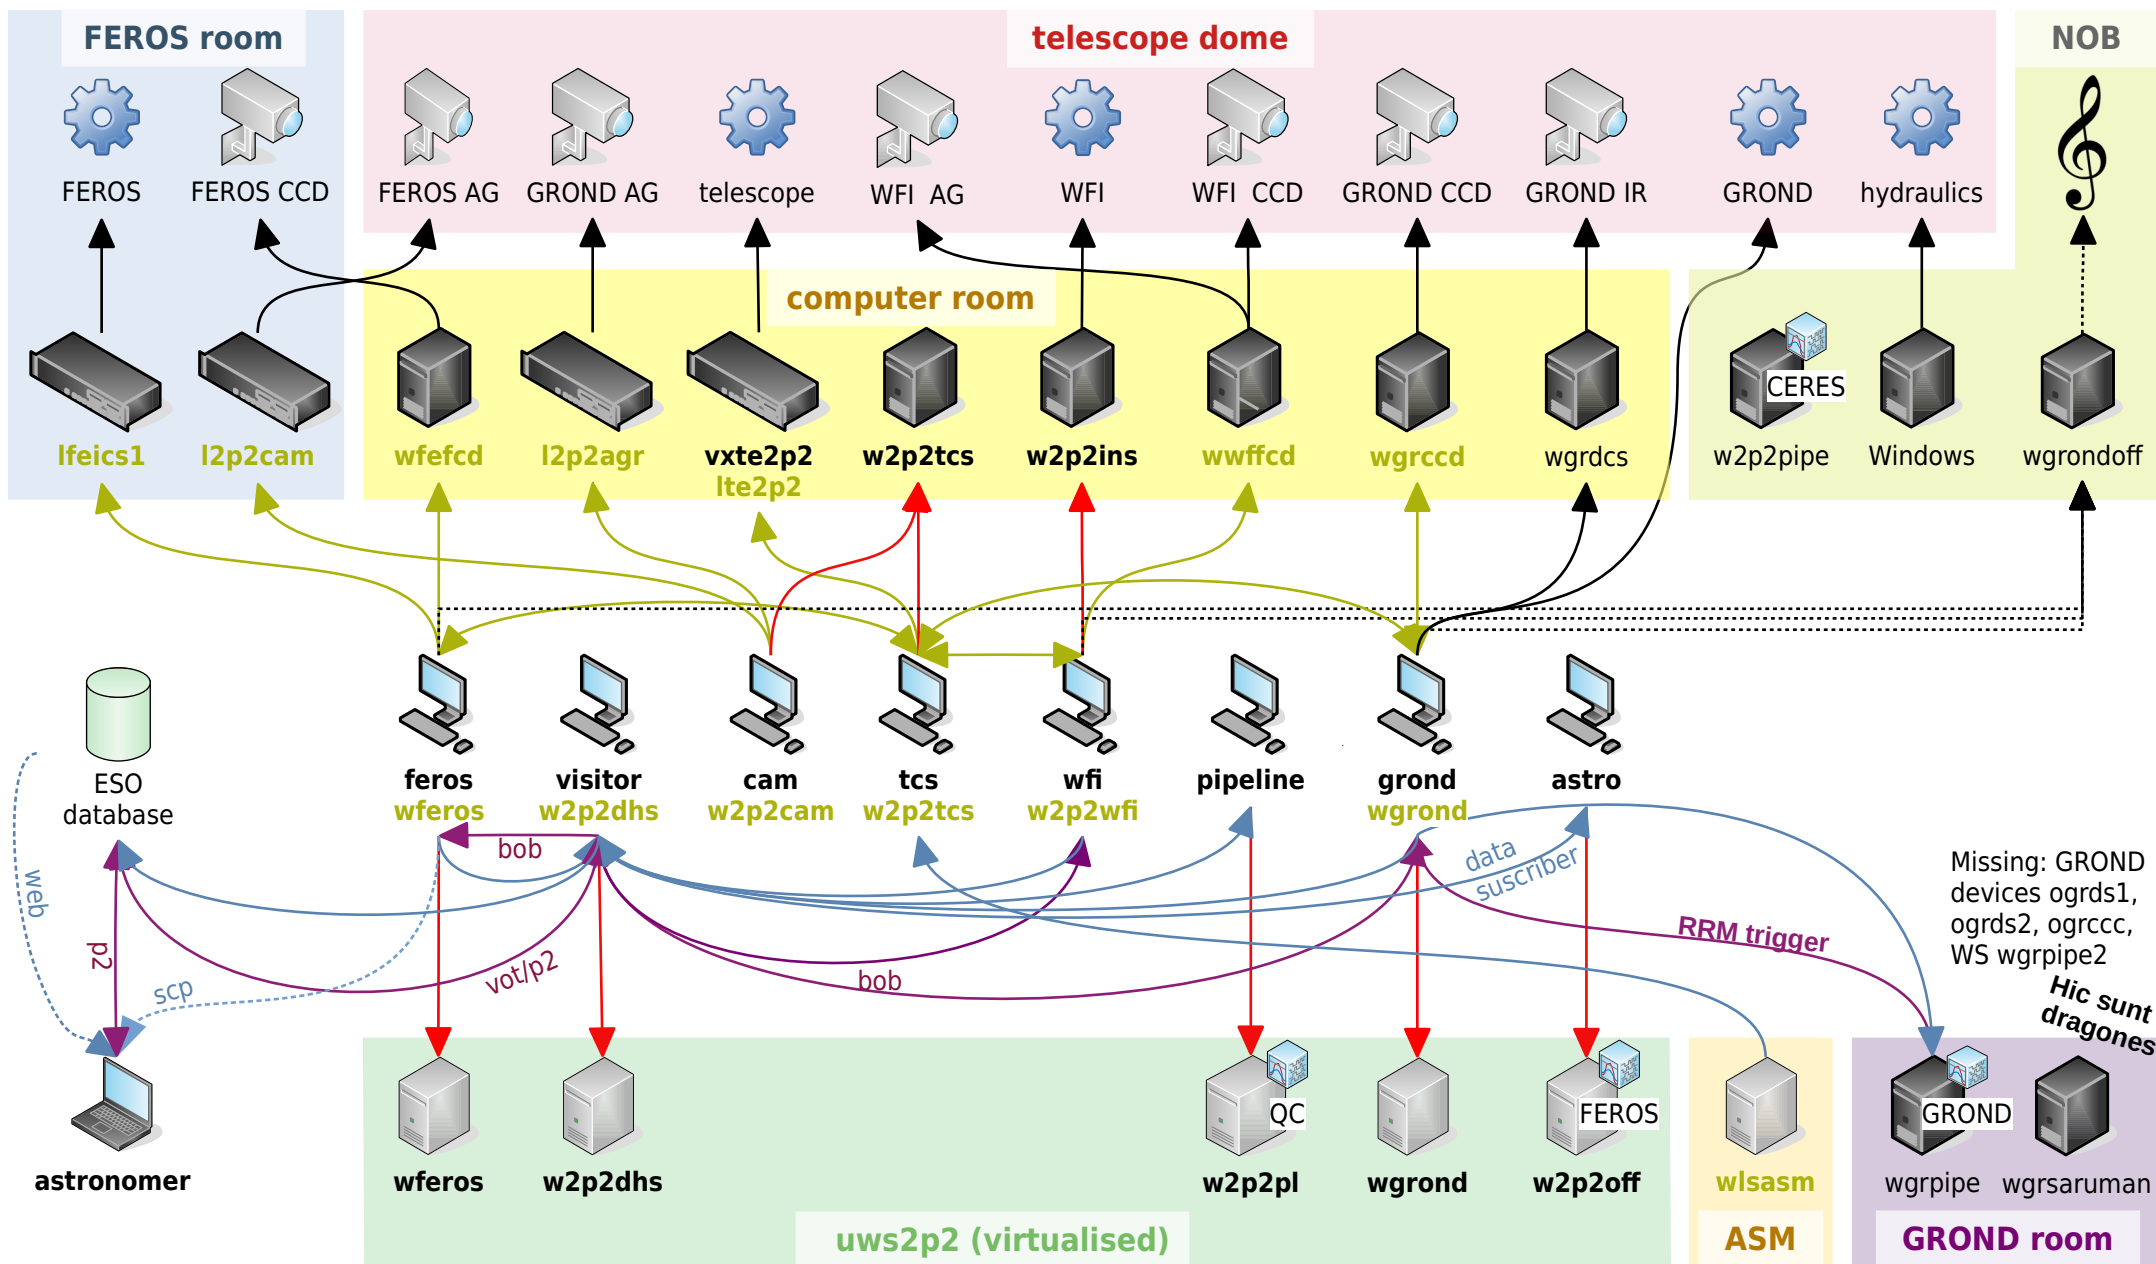 FEROS room
telescope dome
NOB
FEROS
FEROS CCD
FEROS AG
GROND AG
telescope
WFI AG
WFI
WFI CCD
GROND CCD
GROND IR
GROND
hydraulics
computer room
CERES
lfeics1
l2p2cam
wfefcd
l2p2agr
vxte2p2
lte2p2
w2p2tcs
w2p2ins
wwffcd
wgrccd
wgrdcs
w2p2pipe
Windows
wgrondoff
ESO
database
feros
wferos
visitor
w2p2dhs
cam
w2p2cam
tcs
w2p2tcs
wfi
w2p2wfi
pipeline
grond
wgrond
astro
bob
data
suscriber
web
p2
scp
vot/p2
bob
RRM trigger
Missing: GROND
devices ogrds1,
ogrds2, ogrccc,
WS wgrpipe2
Hic sunt
dragones
QC
FEROS
GROND
astronomer
wferos
w2p2dhs
w2p2pl
wgrond
w2p2off
wlsasm
wgrpipe
wgrsaruman
uws2p2 (virtualised)
ASM
GROND room